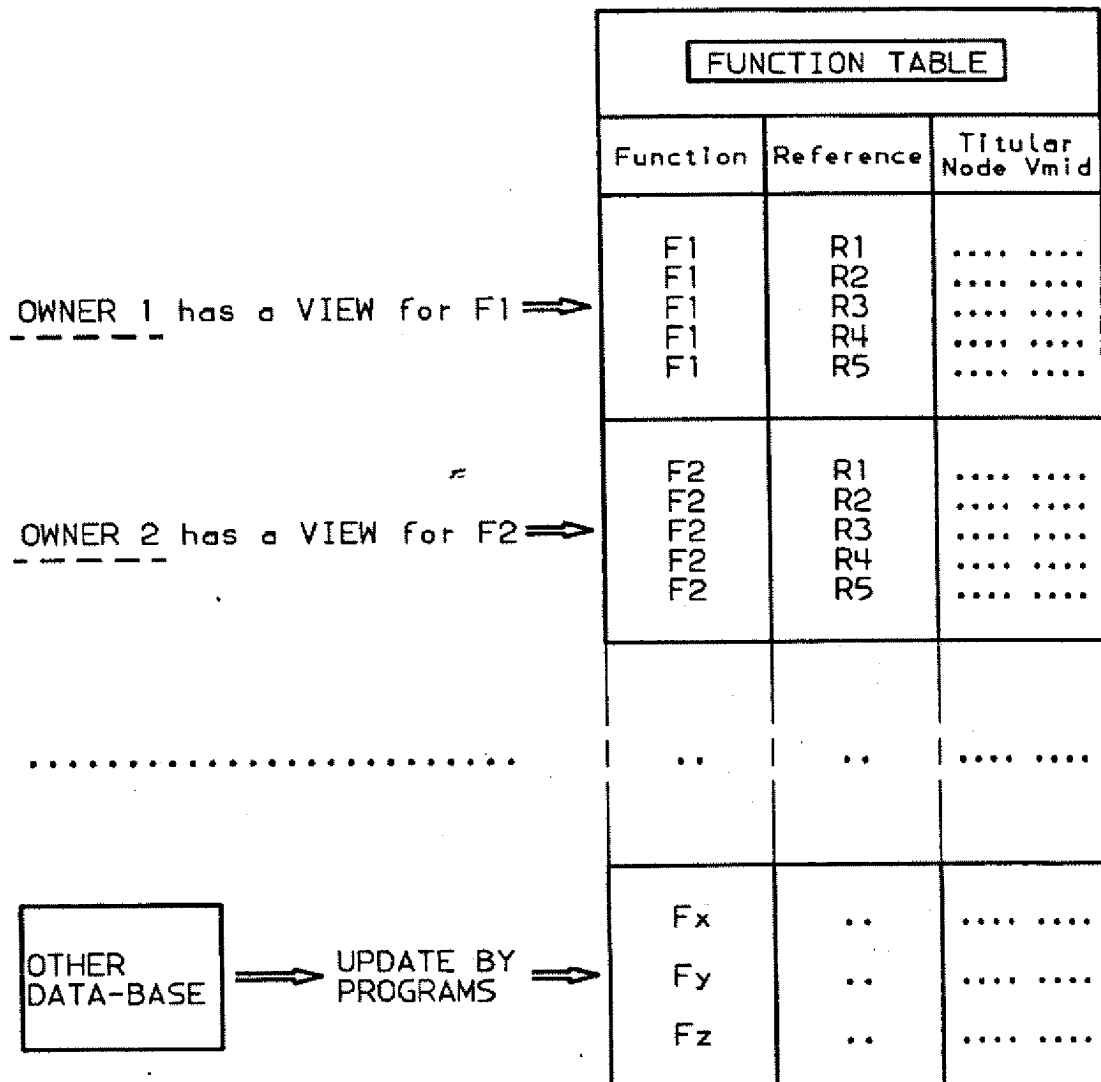 FUNCTION TABLE
Function Reference Titular Node Vmid
F1 R1 .... ....
F1 R2 .... ....
OWNER 1 has a VIEW for F1 F1 R3 .... ....
F1 R4 .... ....
F1 R5 .... ....
F2 R1 .... ....
F2 R2 .... ....
OWNER 2 has a VIEW for F2 F2 R3 .... ....
F2 R4 .... ....
F2 R5 .... ....
......................... .. .. .... ....
Fx .. .... ....
OTHER DATA-BASE UPDATE BY PROGRAMS Fy .. .... ....
Fz .. .... ....